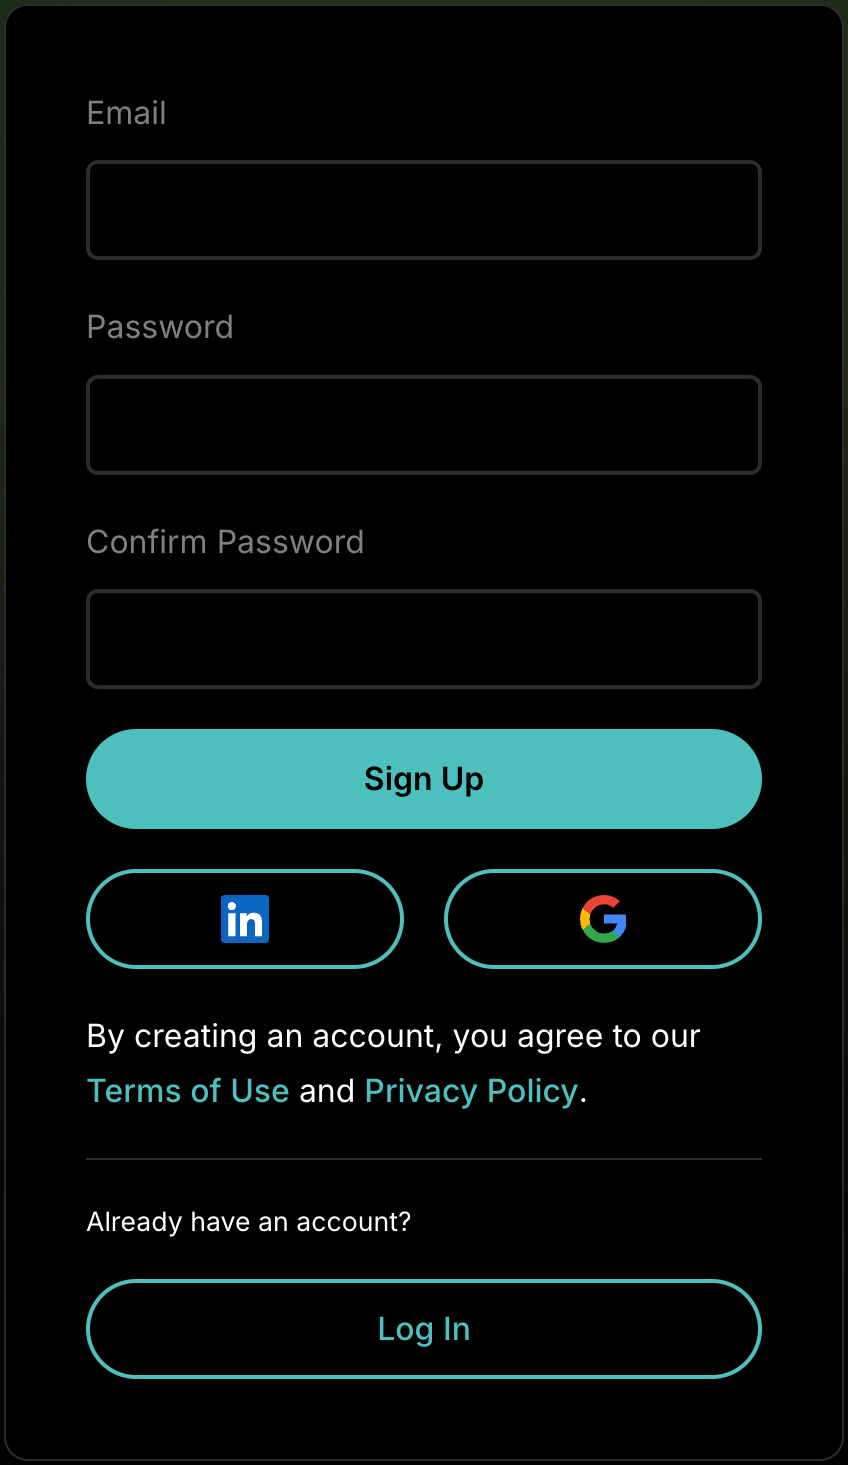 Email
Password
Confirm Password
Sign Up
in
G
By creating an account, you agree to our
Terms of Use and Privacy Policy.
Already have an account?
Log In